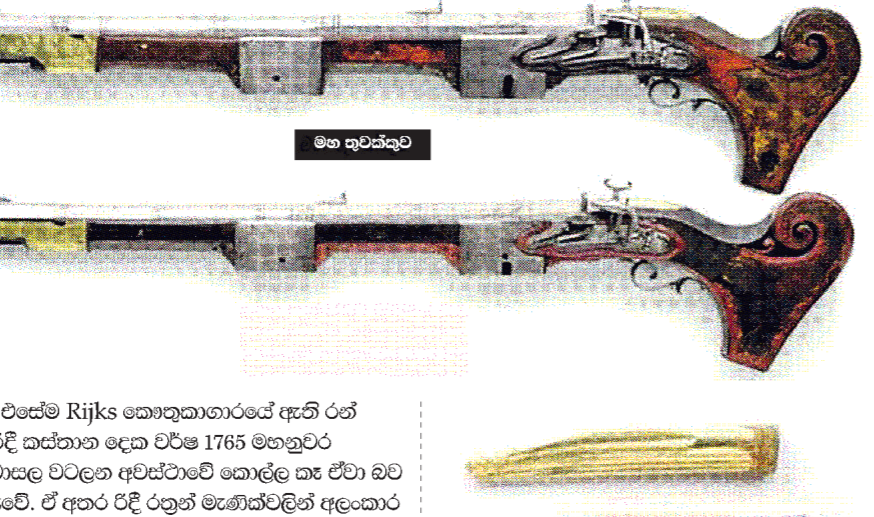 මහ තුවක්කුව
එසේම Rijks කෞතුකාගාරයේ ඇති රන්
කස්තාන දෙක වර්ෂ 1765 මහනුවර
වටලන අවස්ථාවේ කොල්ල කෑ ඒවා බව
ඒ අතර රිදී රත්‍රන් මැණික්වලින් අලංකාර